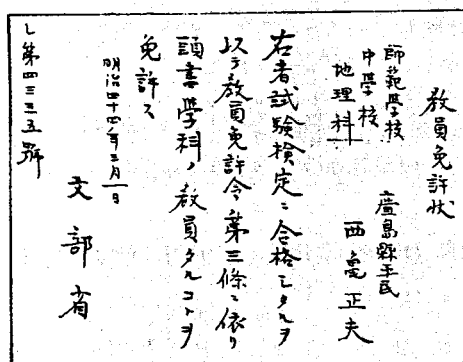 教員免許状
師範學校
中學校
地理科
廣島縣平民
西亀正夫
右者試験検定ニ合格シタルヲ
以テ教員免許令第三條ニ依リ
頭書學科ノ教員タルコトヲ
免許ス
明治四十四年三月一日
文部省
し第四三三五號